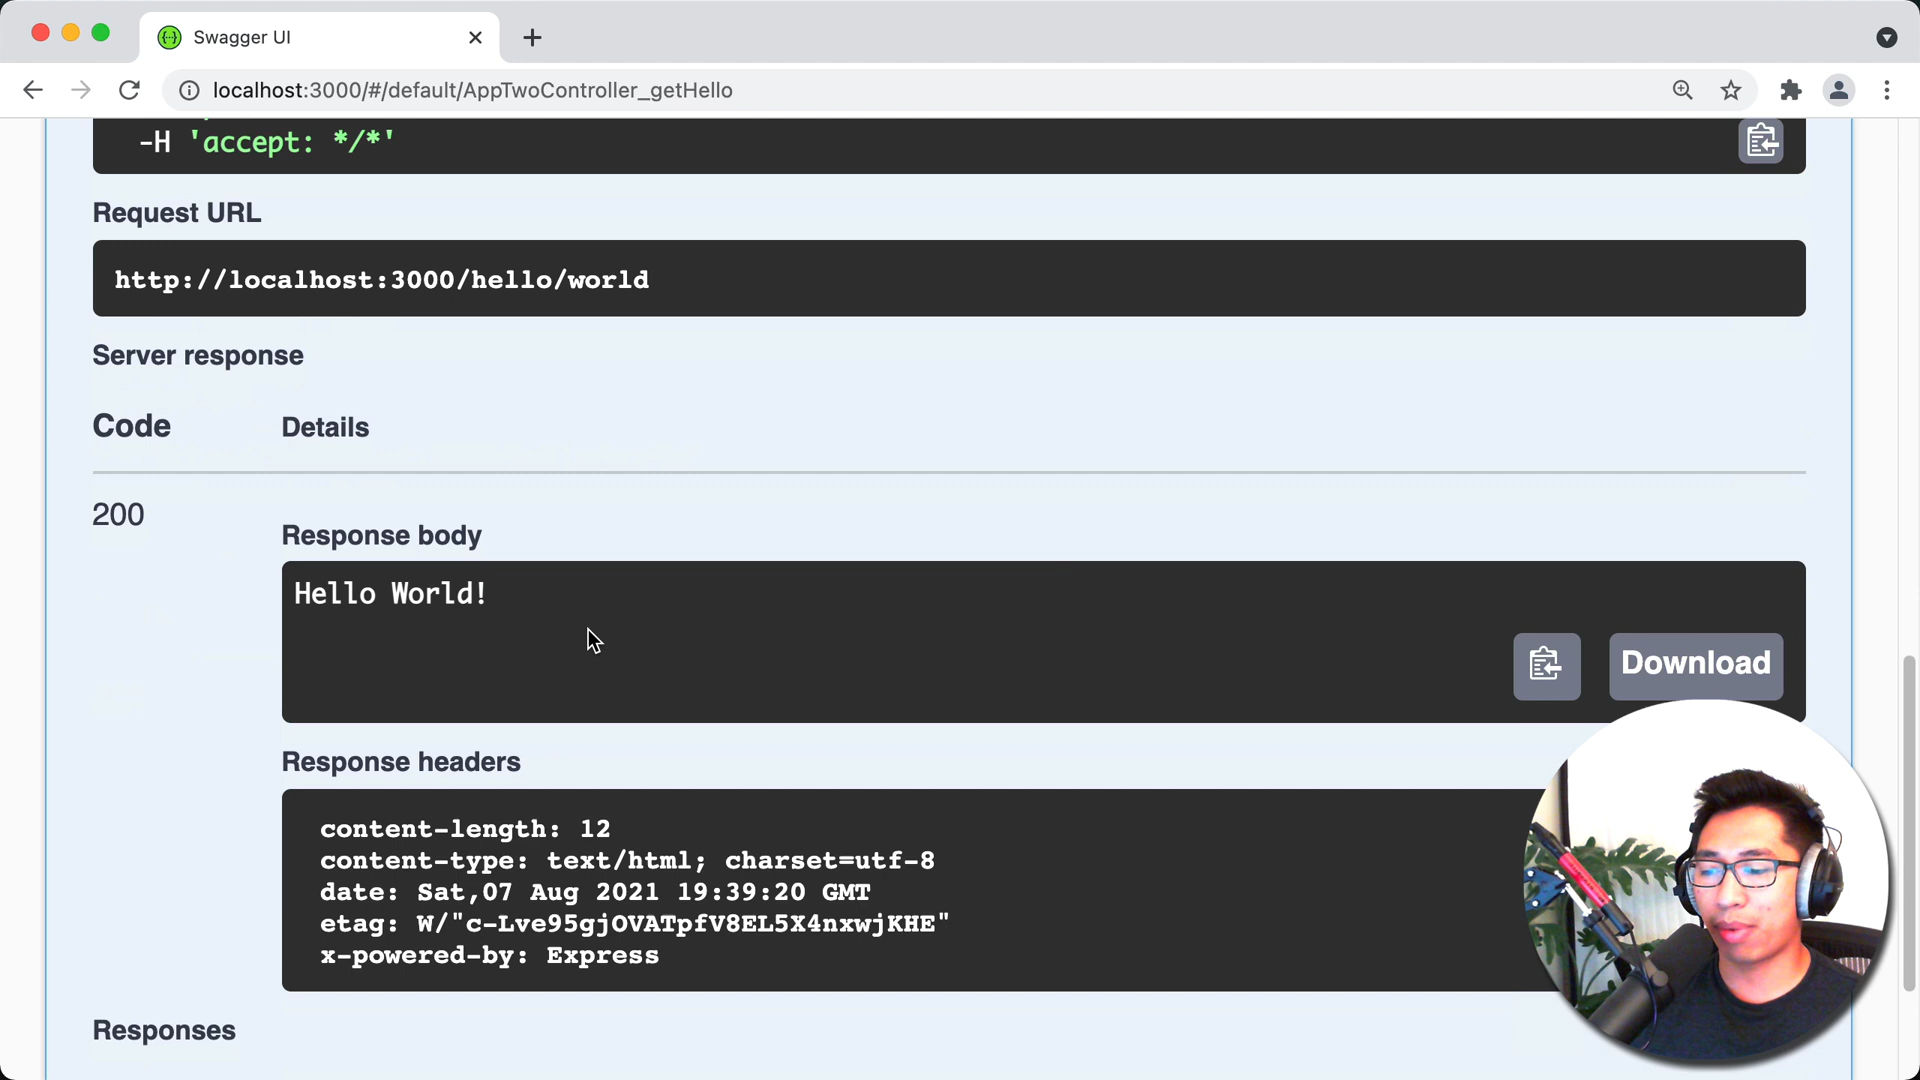 Swagger UI
localhost:3000/#/default/AppTwoController_getHello
-H 'accept: */*'
Request URL
http://localhost:3000/hello/world
Server response
Code Details
200
Response body
Hello World!
Download
Response headers
content-length: 12
content-type: text/html; charset=utf-8
date: Sat,07 Aug 2021 19:39:20 GMT
etag: W/"c-Lve95gjOVATpfV8EL5X4nxwjKHE"
x-powered-by: Express
Responses